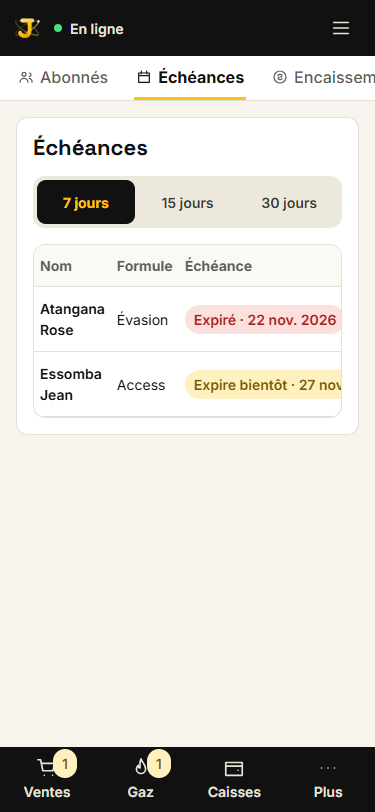 J
En ligne
Abonnés
Échéances
Encaissem
Échéances
7 jours
15 jours
30 jours
Nom
Formule
Échéance
Atangana
Rose
Évasion
Expiré · 22 nov. 2026
Essomba
Jean
Access
Expire bientôt · 27 nov
1
1
Ventes
Gaz
Caisses
Plus